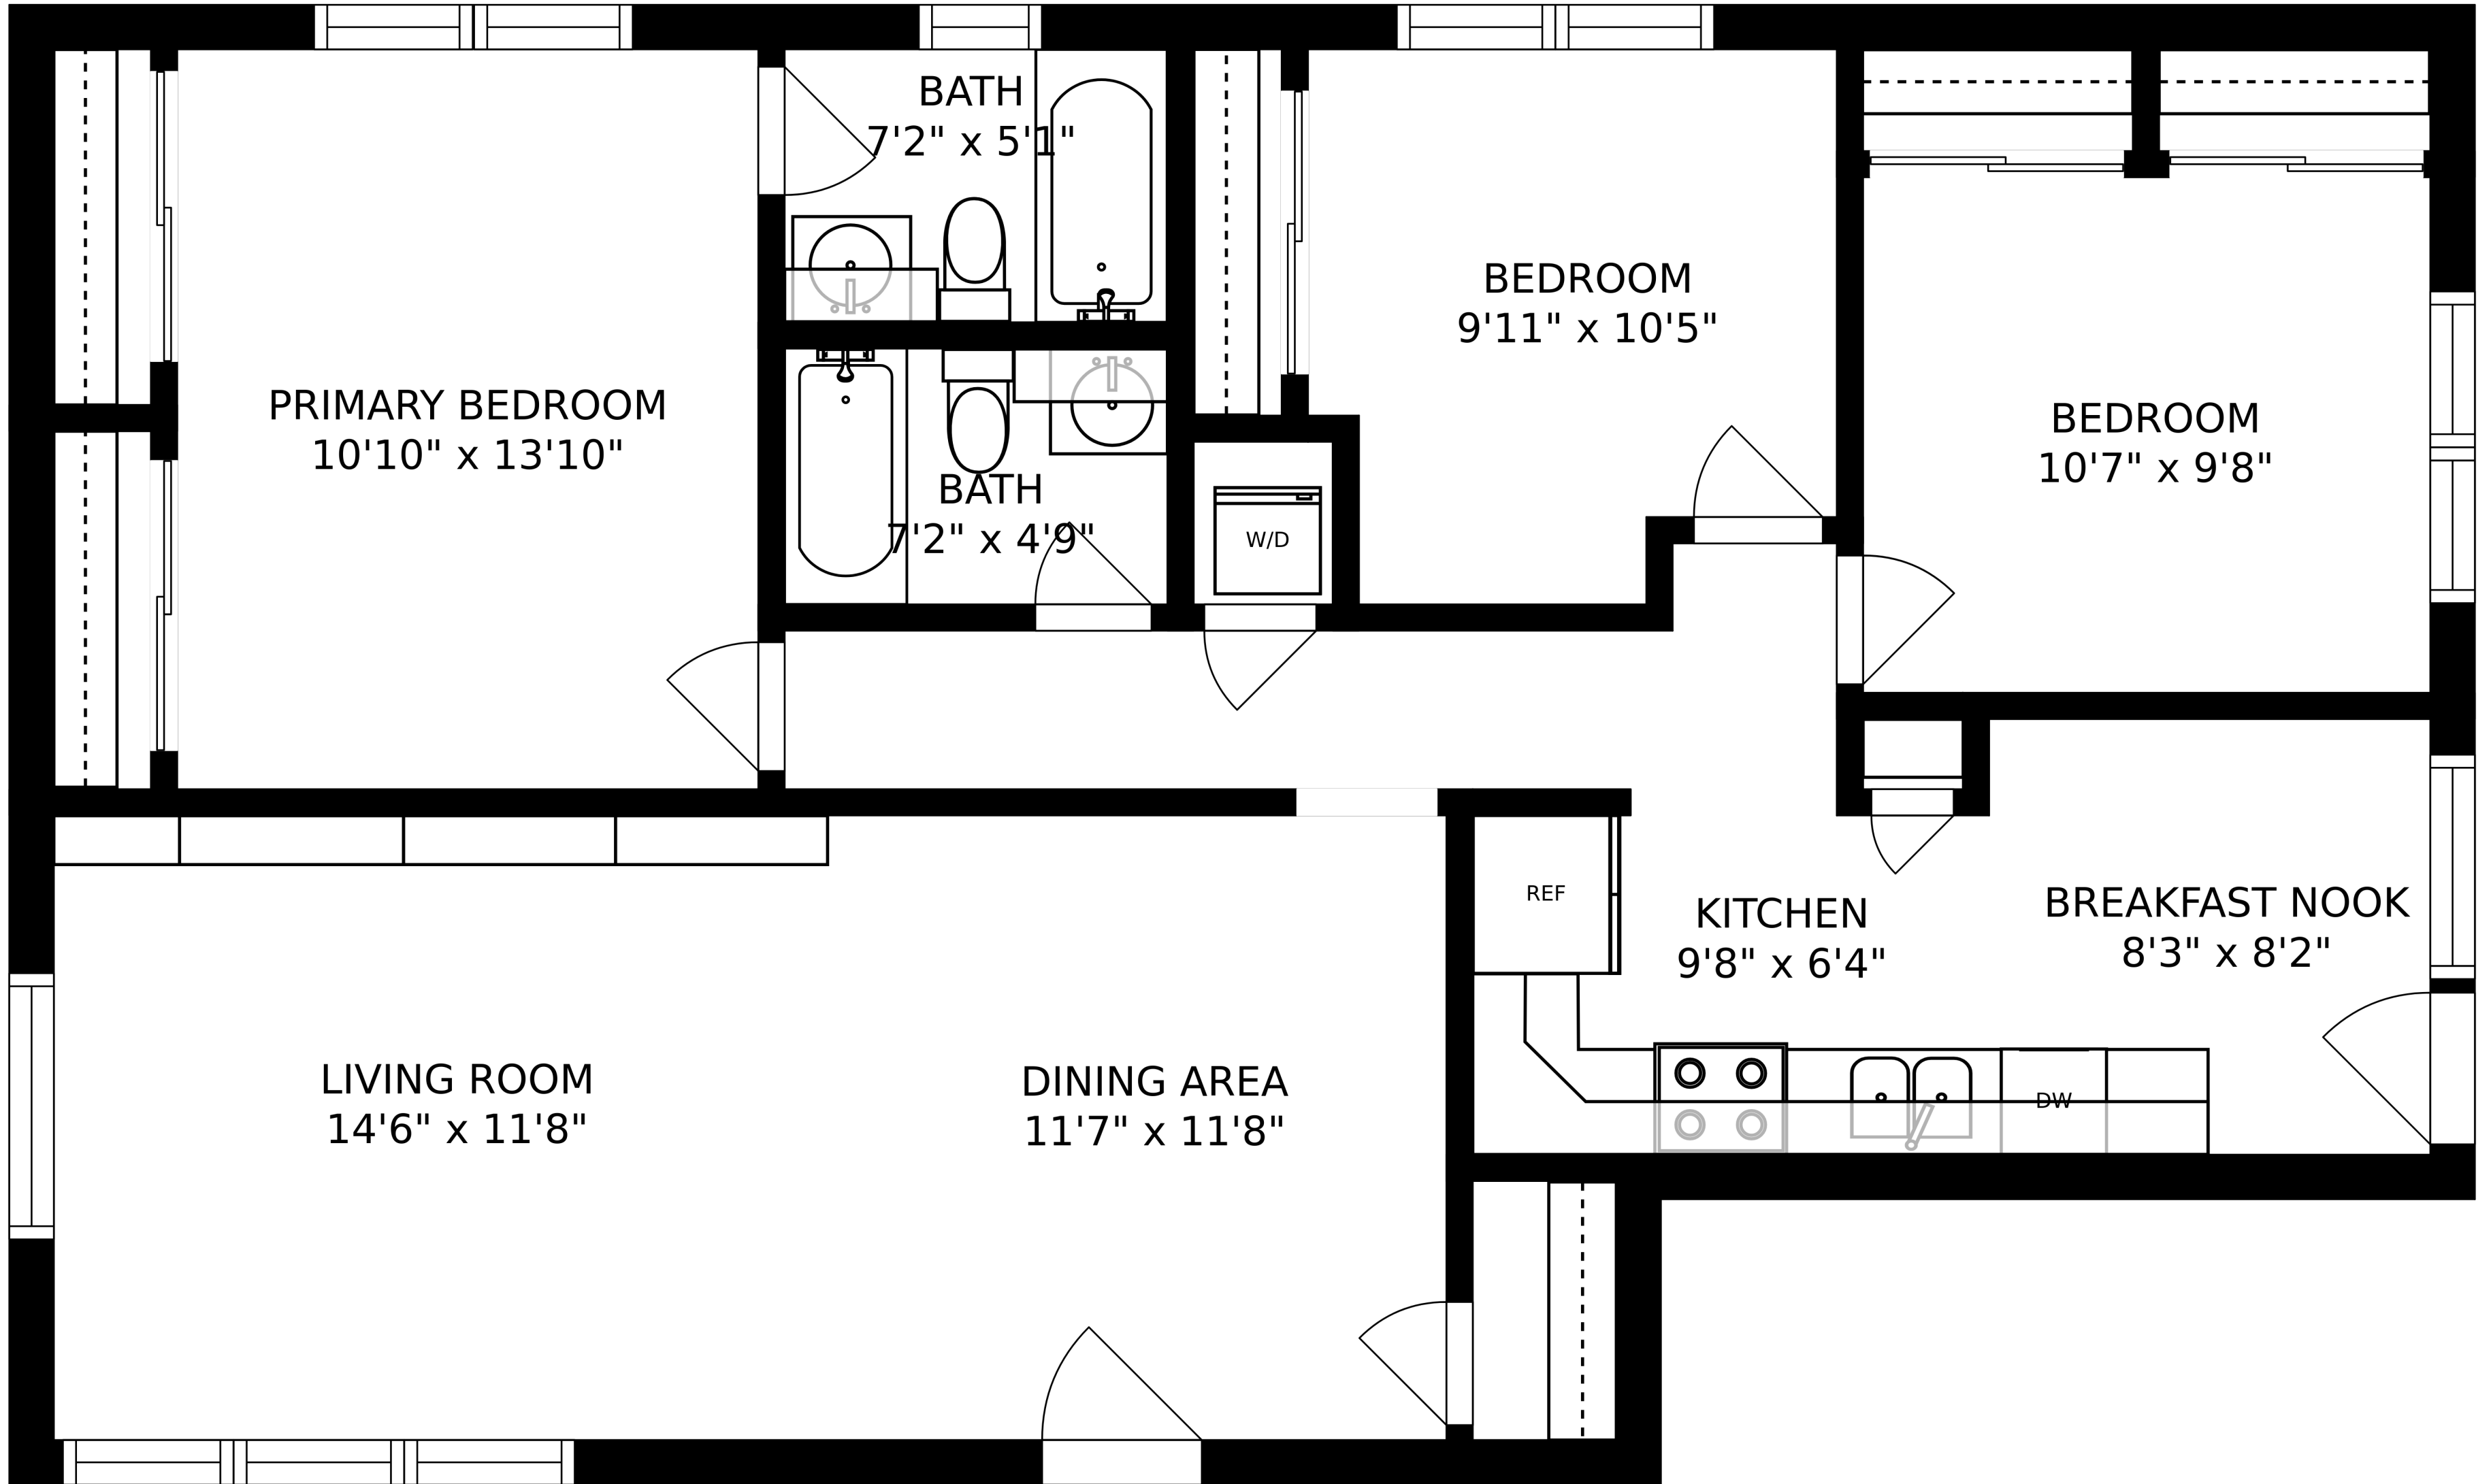 BATH
7'2" x 5'1"
BEDROOM
9'11" x 10'5"
PRIMARY BEDROOM
10'10" x 13'10"
BEDROOM
10'7" x 9'8"
BATH
7'2" x 4'9"
W/D
REF
KITCHEN
9'8" x 6'4"
BREAKFAST NOOK
8'3" x 8'2"
LIVING ROOM
14'6" x 11'8"
DINING AREA
11'7" x 11'8"
DW